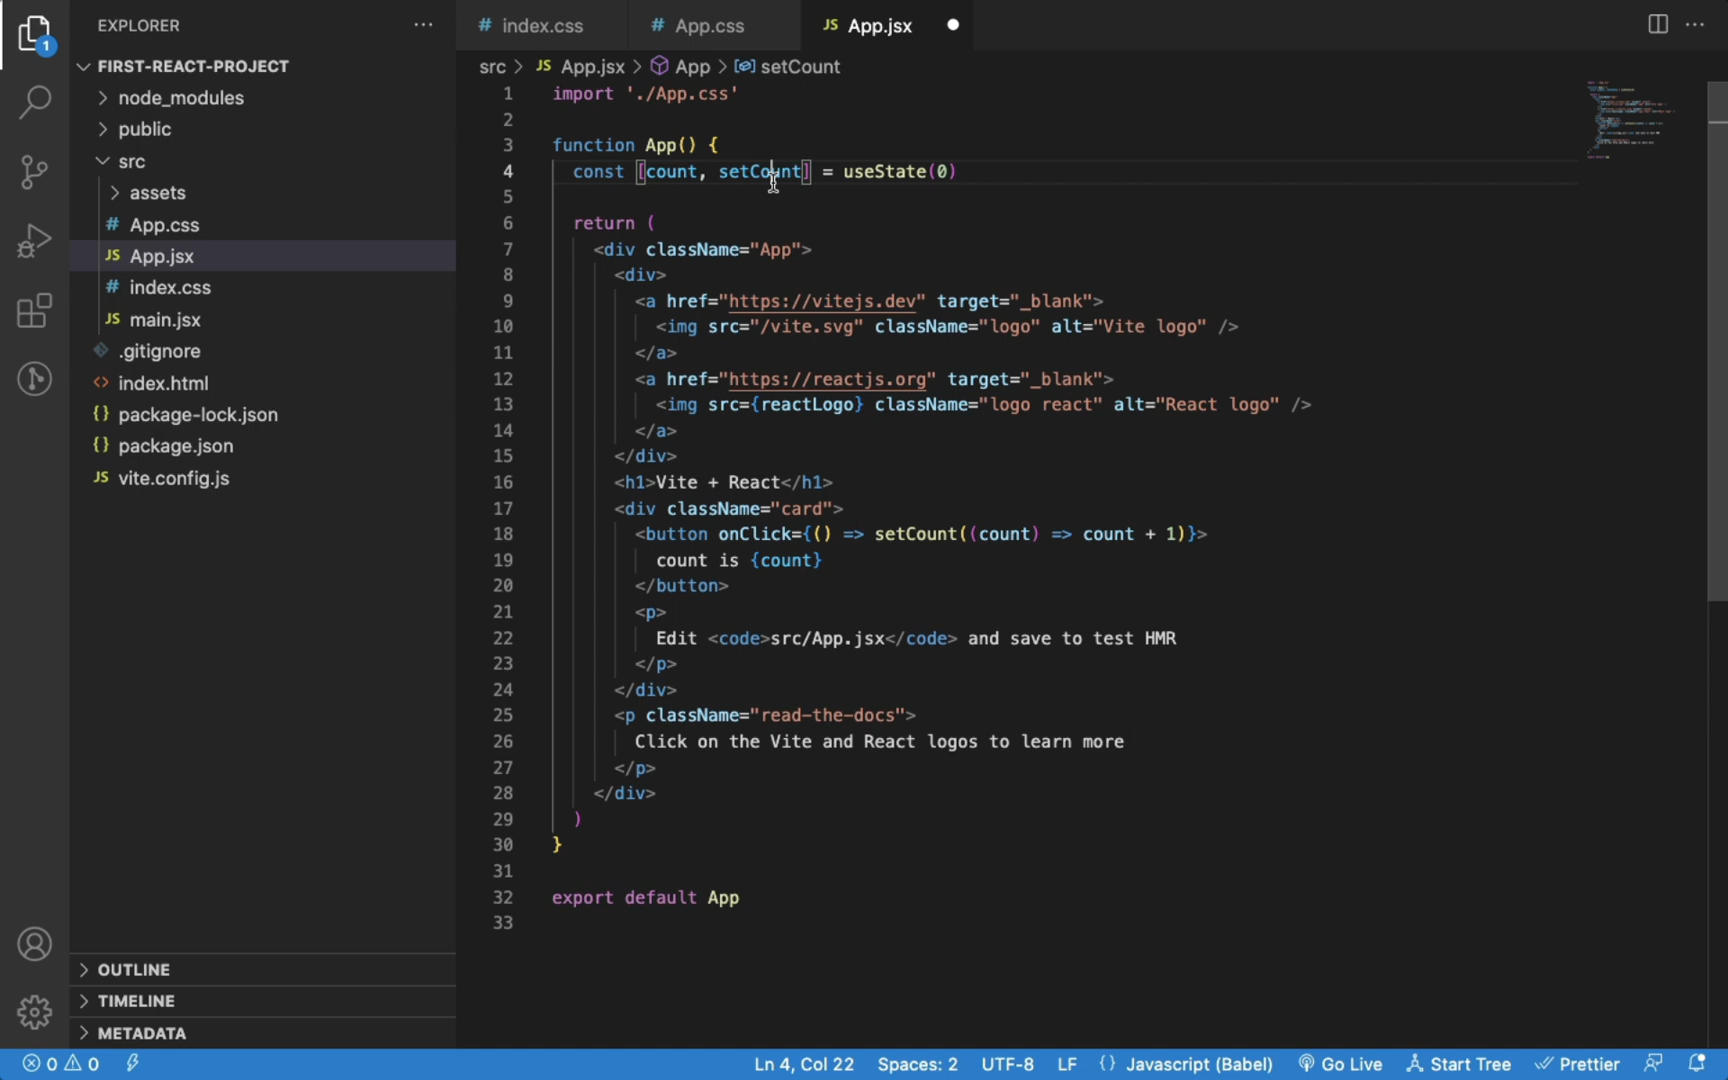 1
EXPLORER
FIRST-REACT-PROJECT
node_modules
public
src
assets
# App.css
JS App.jsx
# index.css
JS main.jsx
.gitignore
<> index.html
{} package-lock.json
{} package.json
JS vite.config.js
OUTLINE
TIMELINE
METADATA
# index.css
# App.css
JS App.jsx
src > JS App.jsx > App > setCount
1 import './App.css'
2
3 function App() {
4 const [count, setCount] = useState(0)
5
6 return (
7 <div className="App">
8 <div>
9 <a href="https://vitejs.dev" target="_blank">
10 <img src="/vite.svg" className="logo" alt="Vite logo" />
11 </a>
12 <a href="https://reactjs.org" target="_blank">
13 <img src={reactLogo} className="logo react" alt="React logo" />
14 </a>
15 </div>
16 <h1>Vite + React</h1>
17 <div className="card">
18 <button onClick={() => setCount((count) => count + 1)}>
19 count is {count}
20 </button>
21 <p>
22 Edit <code>src/App.jsx</code> and save to test HMR
23 </p>
24 </div>
25 <p className="read-the-docs">
26 Click on the Vite and React logos to learn more
27 </p>
28 </div>
29 )
30 }
31
32 export default App
33
0 0 Ln 4, Col 22 Spaces: 2 UTF-8 LF {} Javascript (Babel) Go Live Start Tree Prettier